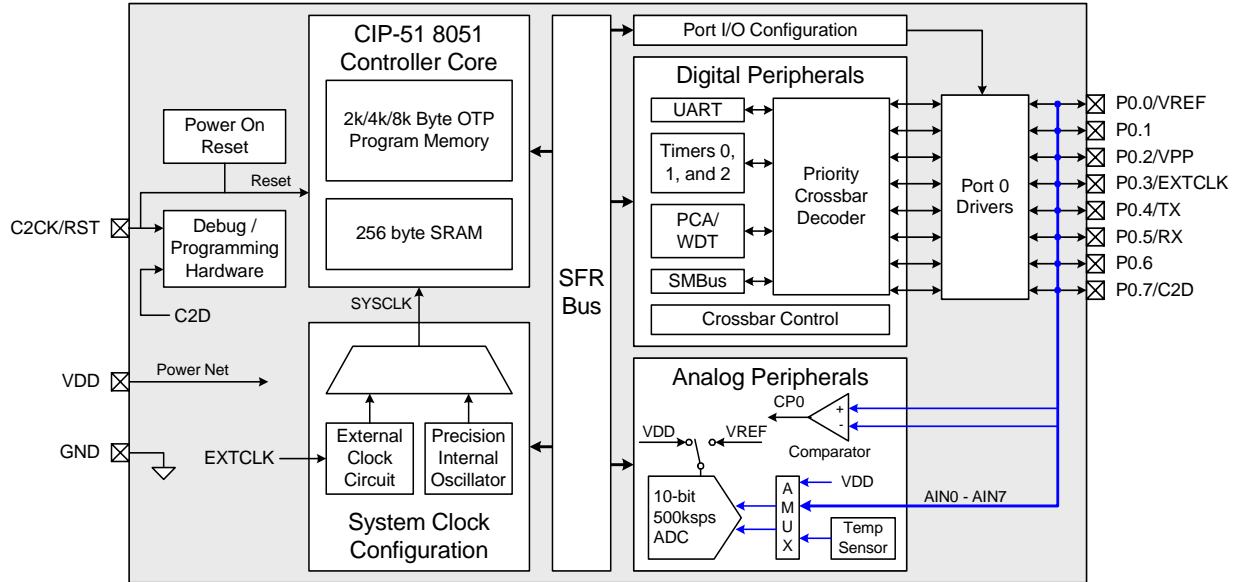 CIP-51 8051
Controller Core
2k/4k/8k Byte OTP
Program Memory
256 byte SRAM
Power On
Reset
Reset
C2CK/RST
Debug /
Programming
Hardware
C2D
SYSCLK
VDD
Power Net
GND
EXTCLK
External
Clock
Circuit
Precision
Internal
Oscillator
System Clock
Configuration
SFR
Bus
Port I/O Configuration
Digital Peripherals
UART
Timers 0,
1, and 2
PCA/
WDT
SMBus
Priority
Crossbar
Decoder
Crossbar Control
Port 0
Drivers
P0.0/VREF
P0.1
P0.2/VPP
P0.3/EXTCLK
P0.4/TX
P0.5/RX
P0.6
P0.7/C2D
Analog Peripherals
CP0
+
-
Comparator
VDD
VREF
10-bit
500ksps
ADC
A
M
U
X
VDD
AIN0 - AIN7
Temp
Sensor